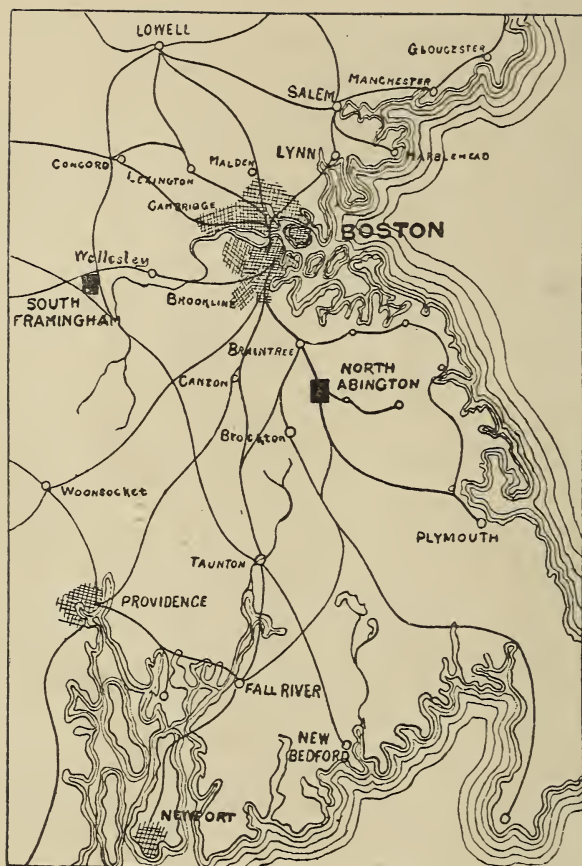 LOWELL
GLOUCESTER
MANCHESTER
SALEM
LYNN
MARBLEHEAD
CONCORD
LEXINGTON
MALDEN
CAMBRIDGE
BOSTON
Wellesley
SOUTH
FRAMINGHAM
BROOKLINE
BRAINTREE
NORTH
ABINGTON
CANTON
BROCKTON
WOONSOCKET
PLYMOUTH
TAUNTON
PROVIDENCE
FALL RIVER
NEW
BEDFORD
NEWPORT